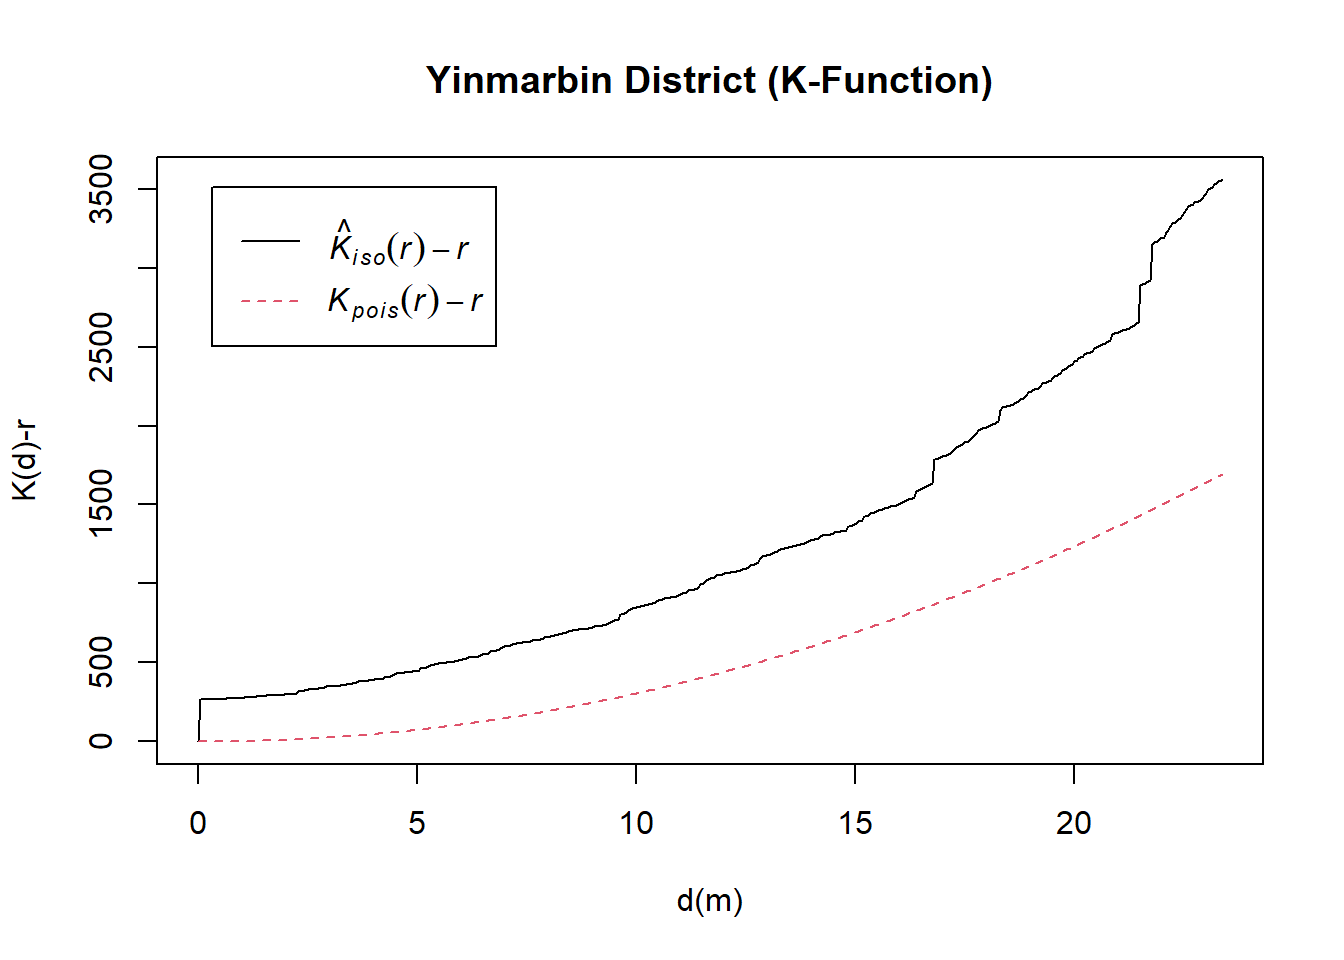 Yinmarbin District (K-Function)
K̂iso(r) – r
Kpois(r) – r
K(d)-r
3500
2500
1500
500
0
0 5 10 15 20
d(m)